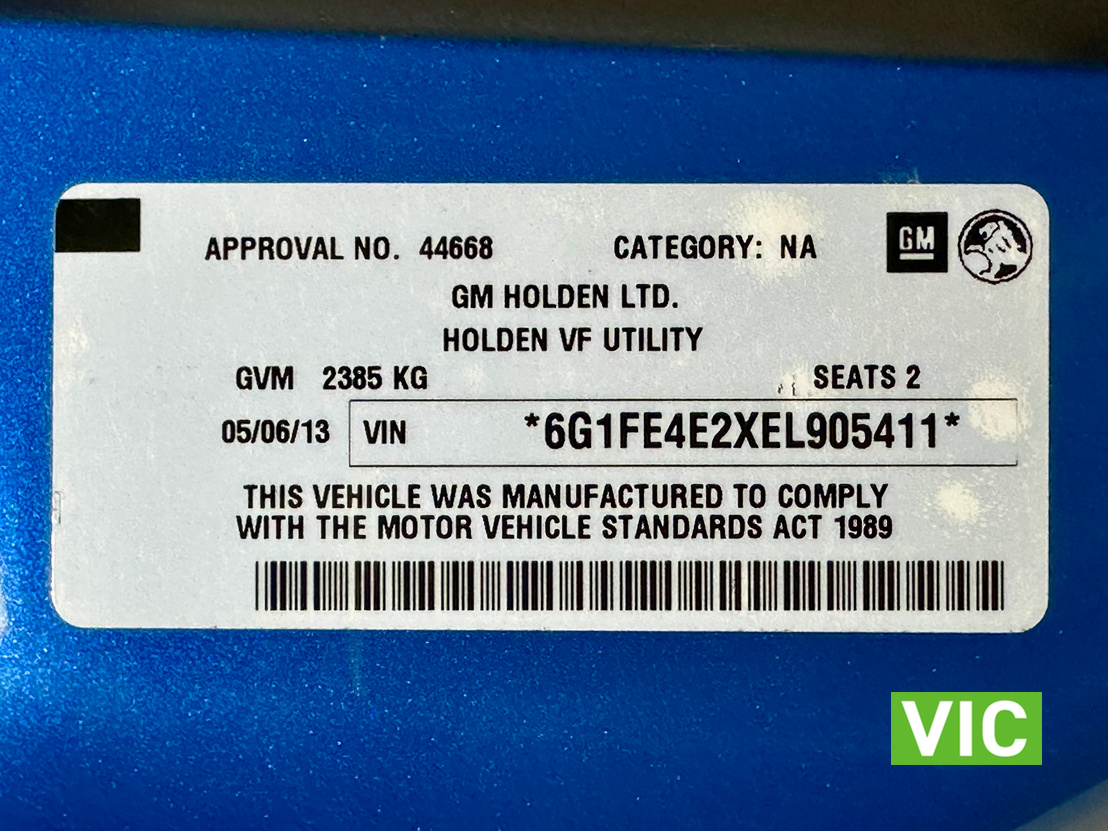 APPROVAL NO. 44668 CATEGORY: NA GM
GM HOLDEN LTD.
HOLDEN VF UTILITY
GVM 2385 KG SEATS 2
05/06/13 VIN *6G1FE4E2XEL905411*
THIS VEHICLE WAS MANUFACTURED TO COMPLY
WITH THE MOTOR VEHICLE STANDARDS ACT 1989
VIC